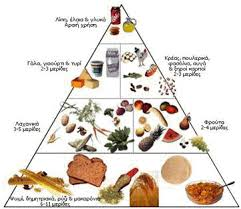 Λίπη, έλαια & γλυκά
Αραιή χρήση
Γάλα, γιαούρτι & τυρί
2-3 μερίδες
Κρέας, πουλερικά,
φασόλια, αυγά
& ξηροί καρποί
2-3 μερίδες
Λαχανικά
3-5 μερίδες
Φρούτα
2-4 μερίδες
Ψωμί, δημητριακά, ρύζι & μακαρόνια
6-11 μερίδες